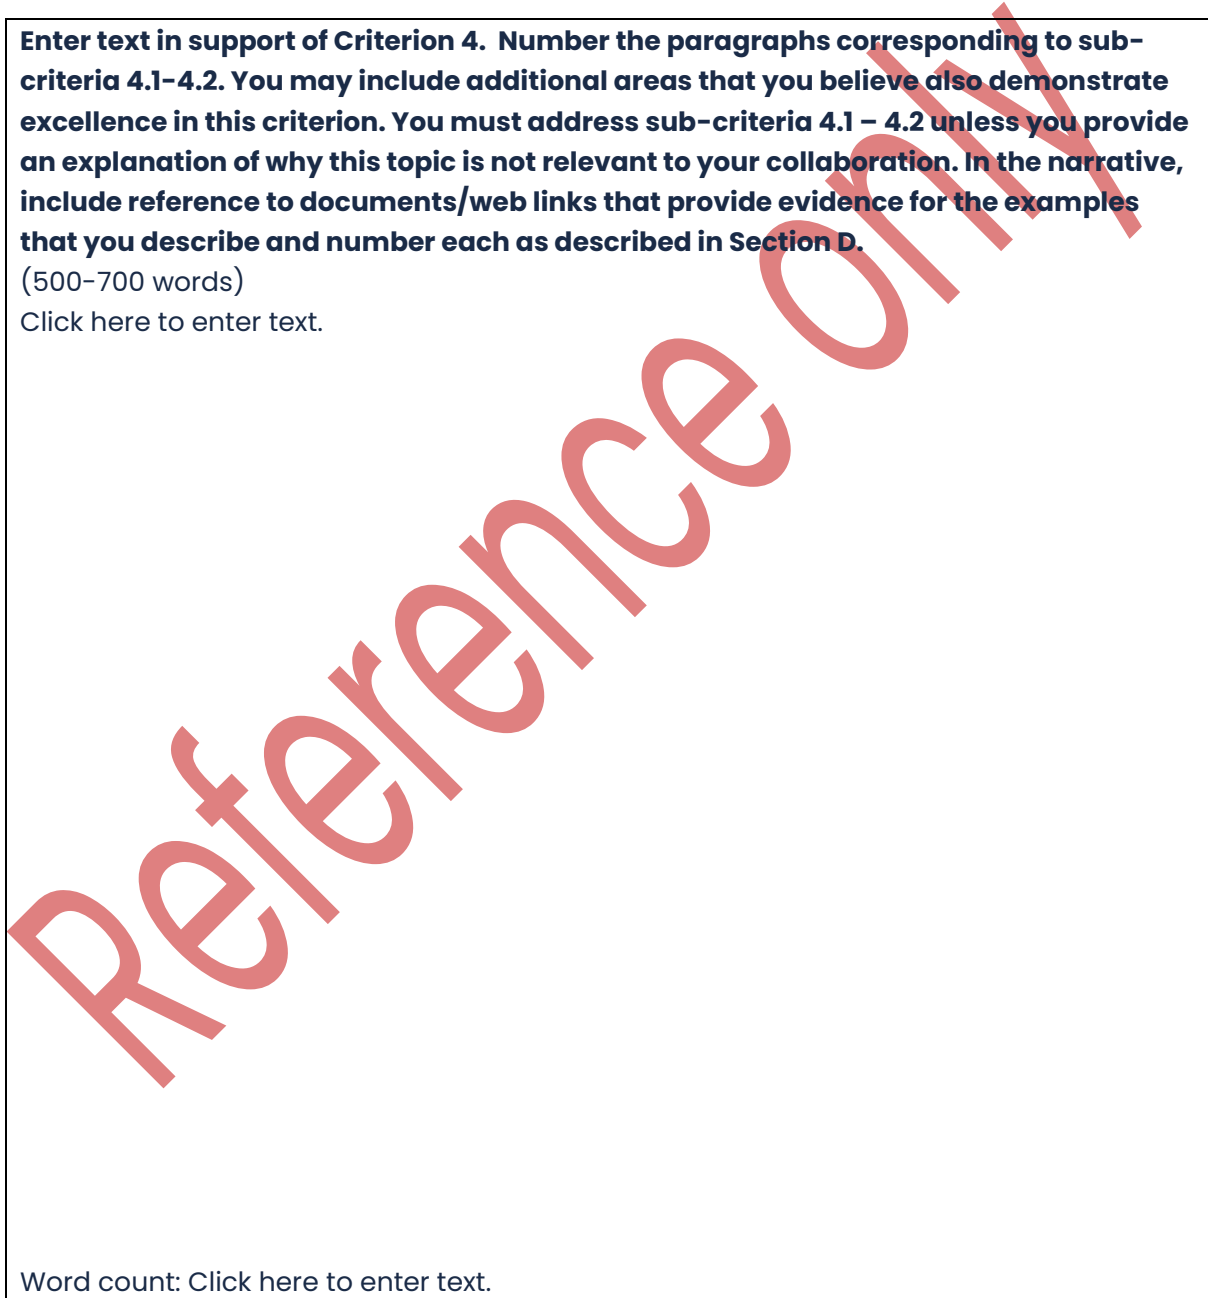 Enter text in support of Criterion 4.  Number the paragraphs corresponding to sub-
criteria 4.1-4.2. You may include additional areas that you believe also demonstrate
excellence in this criterion. You must address sub-criteria 4.1 – 4.2 unless you provide
an explanation of why this topic is not relevant to your collaboration. In the narrative,
include reference to documents/web links that provide evidence for the examples
that you describe and number each as described in Section D.
(500-700 words)
Click here to enter text.
Reference only
Word count: Click here to enter text.